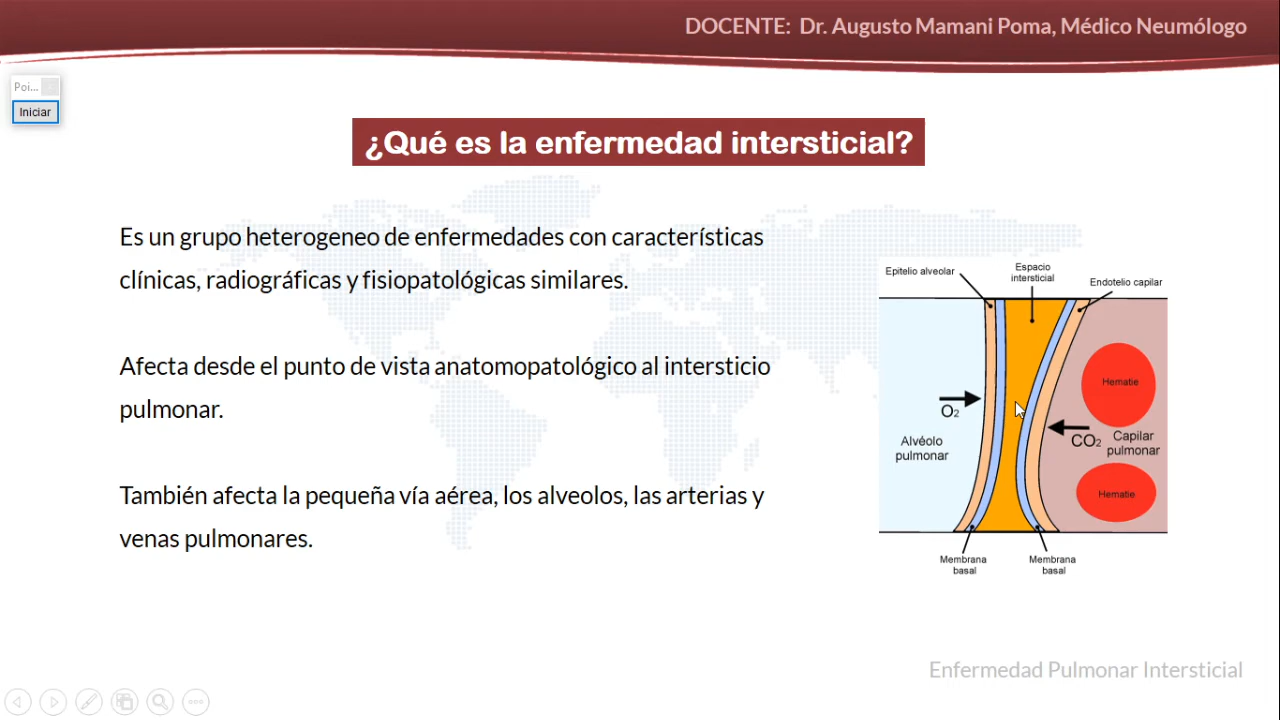 DOCENTE: Dr. Augusto Mamani Poma, Médico Neumólogo
Poi...
Iniciar
¿Qué es la enfermedad intersticial?
Es un grupo heterogeneo de enfermedades con características
clínicas, radiográficas y fisiopatológicas similares.
Afecta desde el punto de vista anatomopatológico al intersticio
pulmonar.
También afecta la pequeña vía aérea, los alveolos, las arterias y
venas pulmonares.
Epitelio alveolar
Espacio
intersticial
Endotelio capilar
Hematie
O2
CO2
Alvéolo
pulmonar
Capilar
pulmonar
Hematie
Membrana
basal
Membrana
basal
Enfermedad Pulmonar Intersticial